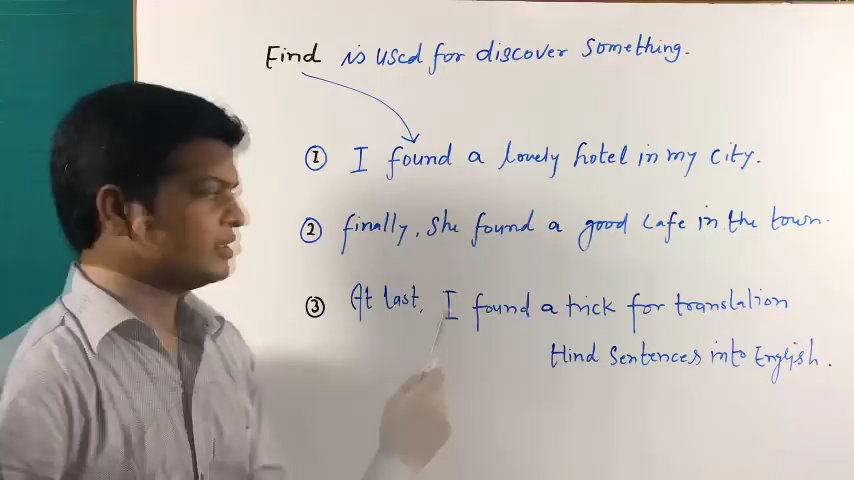 Find is used for discover something.
① I found a lovely hotel in my city.
② finally, she found a good Cafe in the town.
③ At last, I found a trick for translation
Hind Sentences into English.